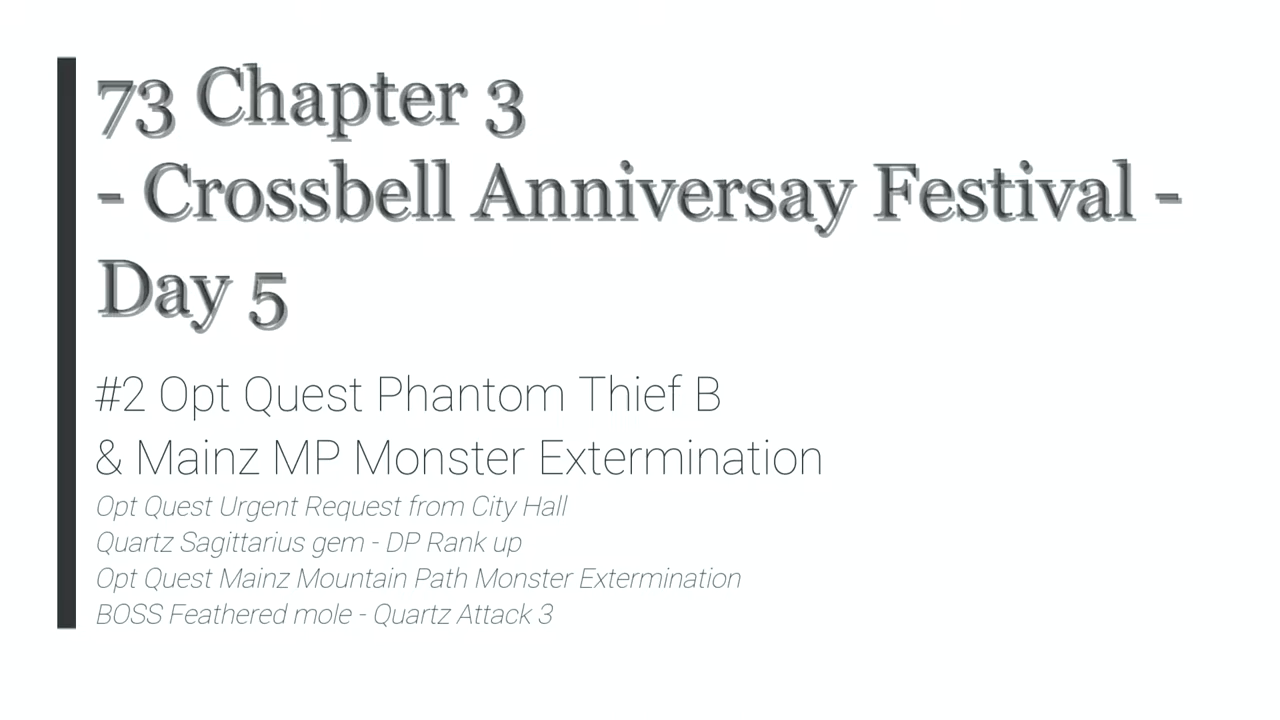 73 Chapter 3
- Crossbell Anniversay Festival -
Day 5
#2 Opt Quest Phantom Thief B
& Mainz MP Monster Extermination
Opt Quest Urgent Request from City Hall
Quartz Sagittarius gem - DP Rank up
Opt Quest Mainz Mountain Path Monster Extermination
BOSS Feathered mole - Quartz Attack 3